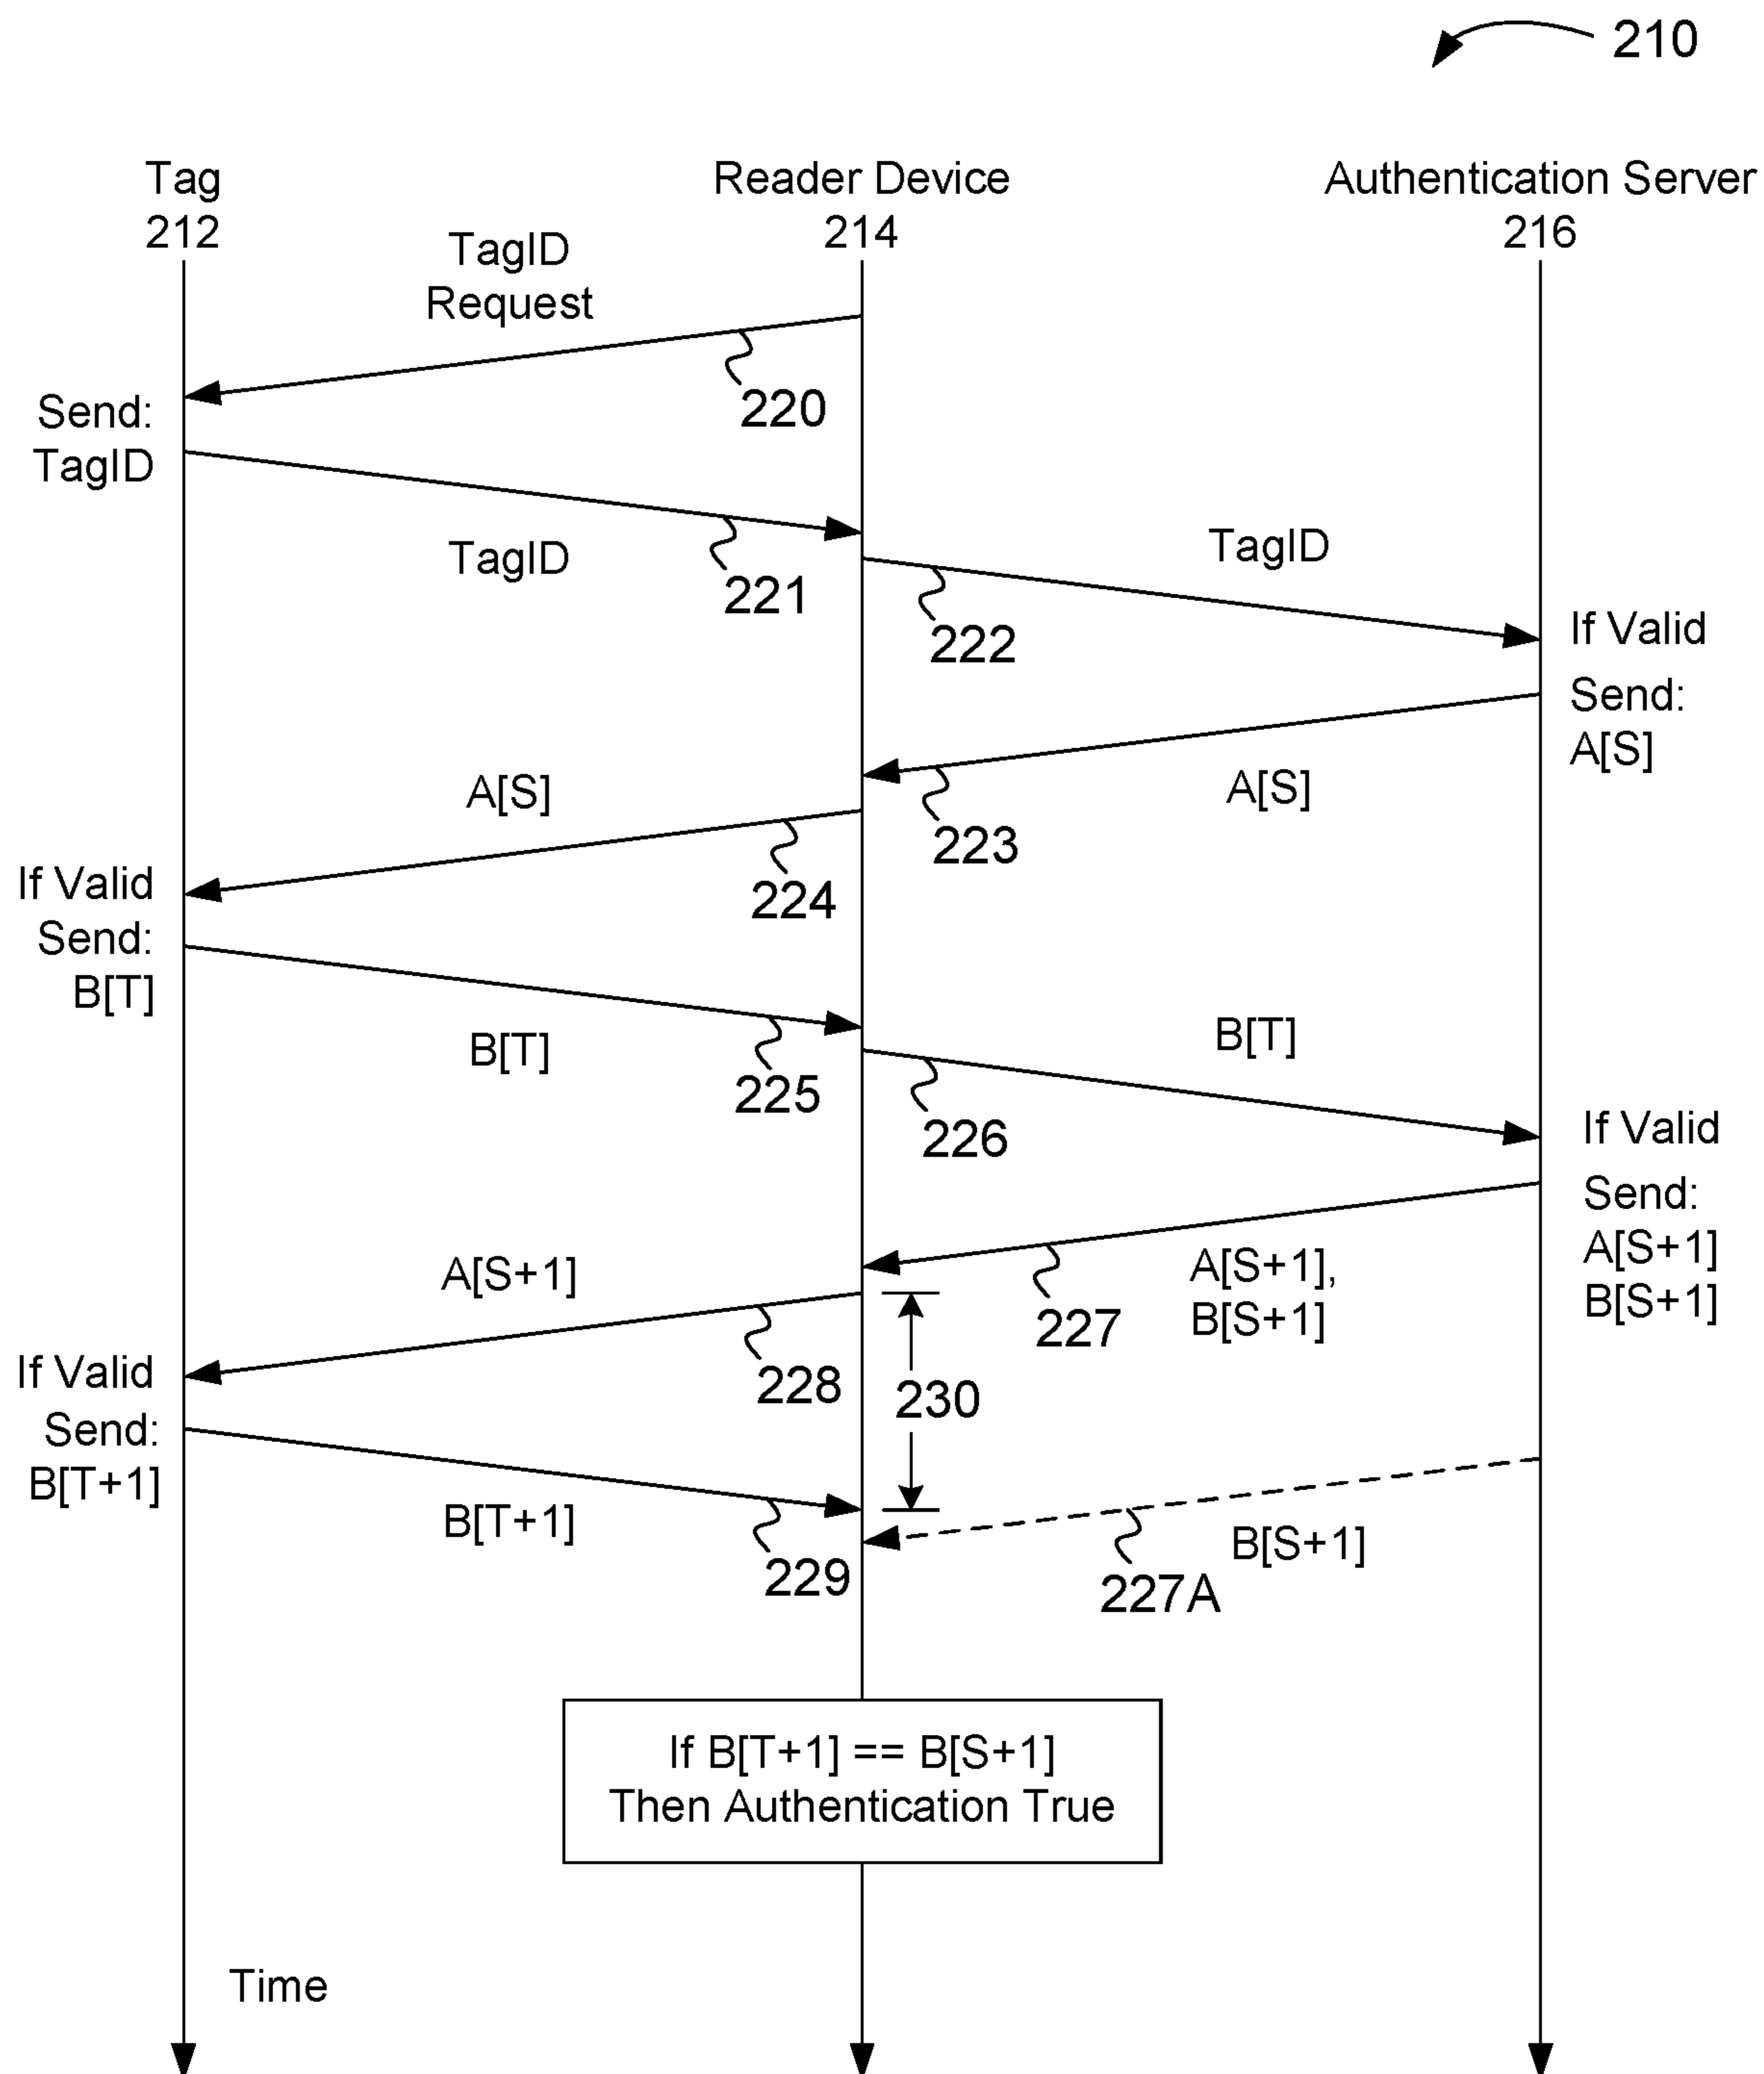 210
Tag
212
Reader Device
214
Authentication Server
216
TagID
Request
220
Send:
TagID
TagID
221
TagID
222
If Valid
Send:
A[S]
A[S]
223
A[S]
224
If Valid
Send:
B[T]
B[T]
225
B[T]
226
If Valid
Send:
A[S+1]
B[S+1]
A[S+1],
B[S+1]
227
A[S+1]
228
230
If Valid
Send:
B[T+1]
B[T+1]
229
B[S+1]
227A
If B[T+1] == B[S+1]
Then Authentication True
Time